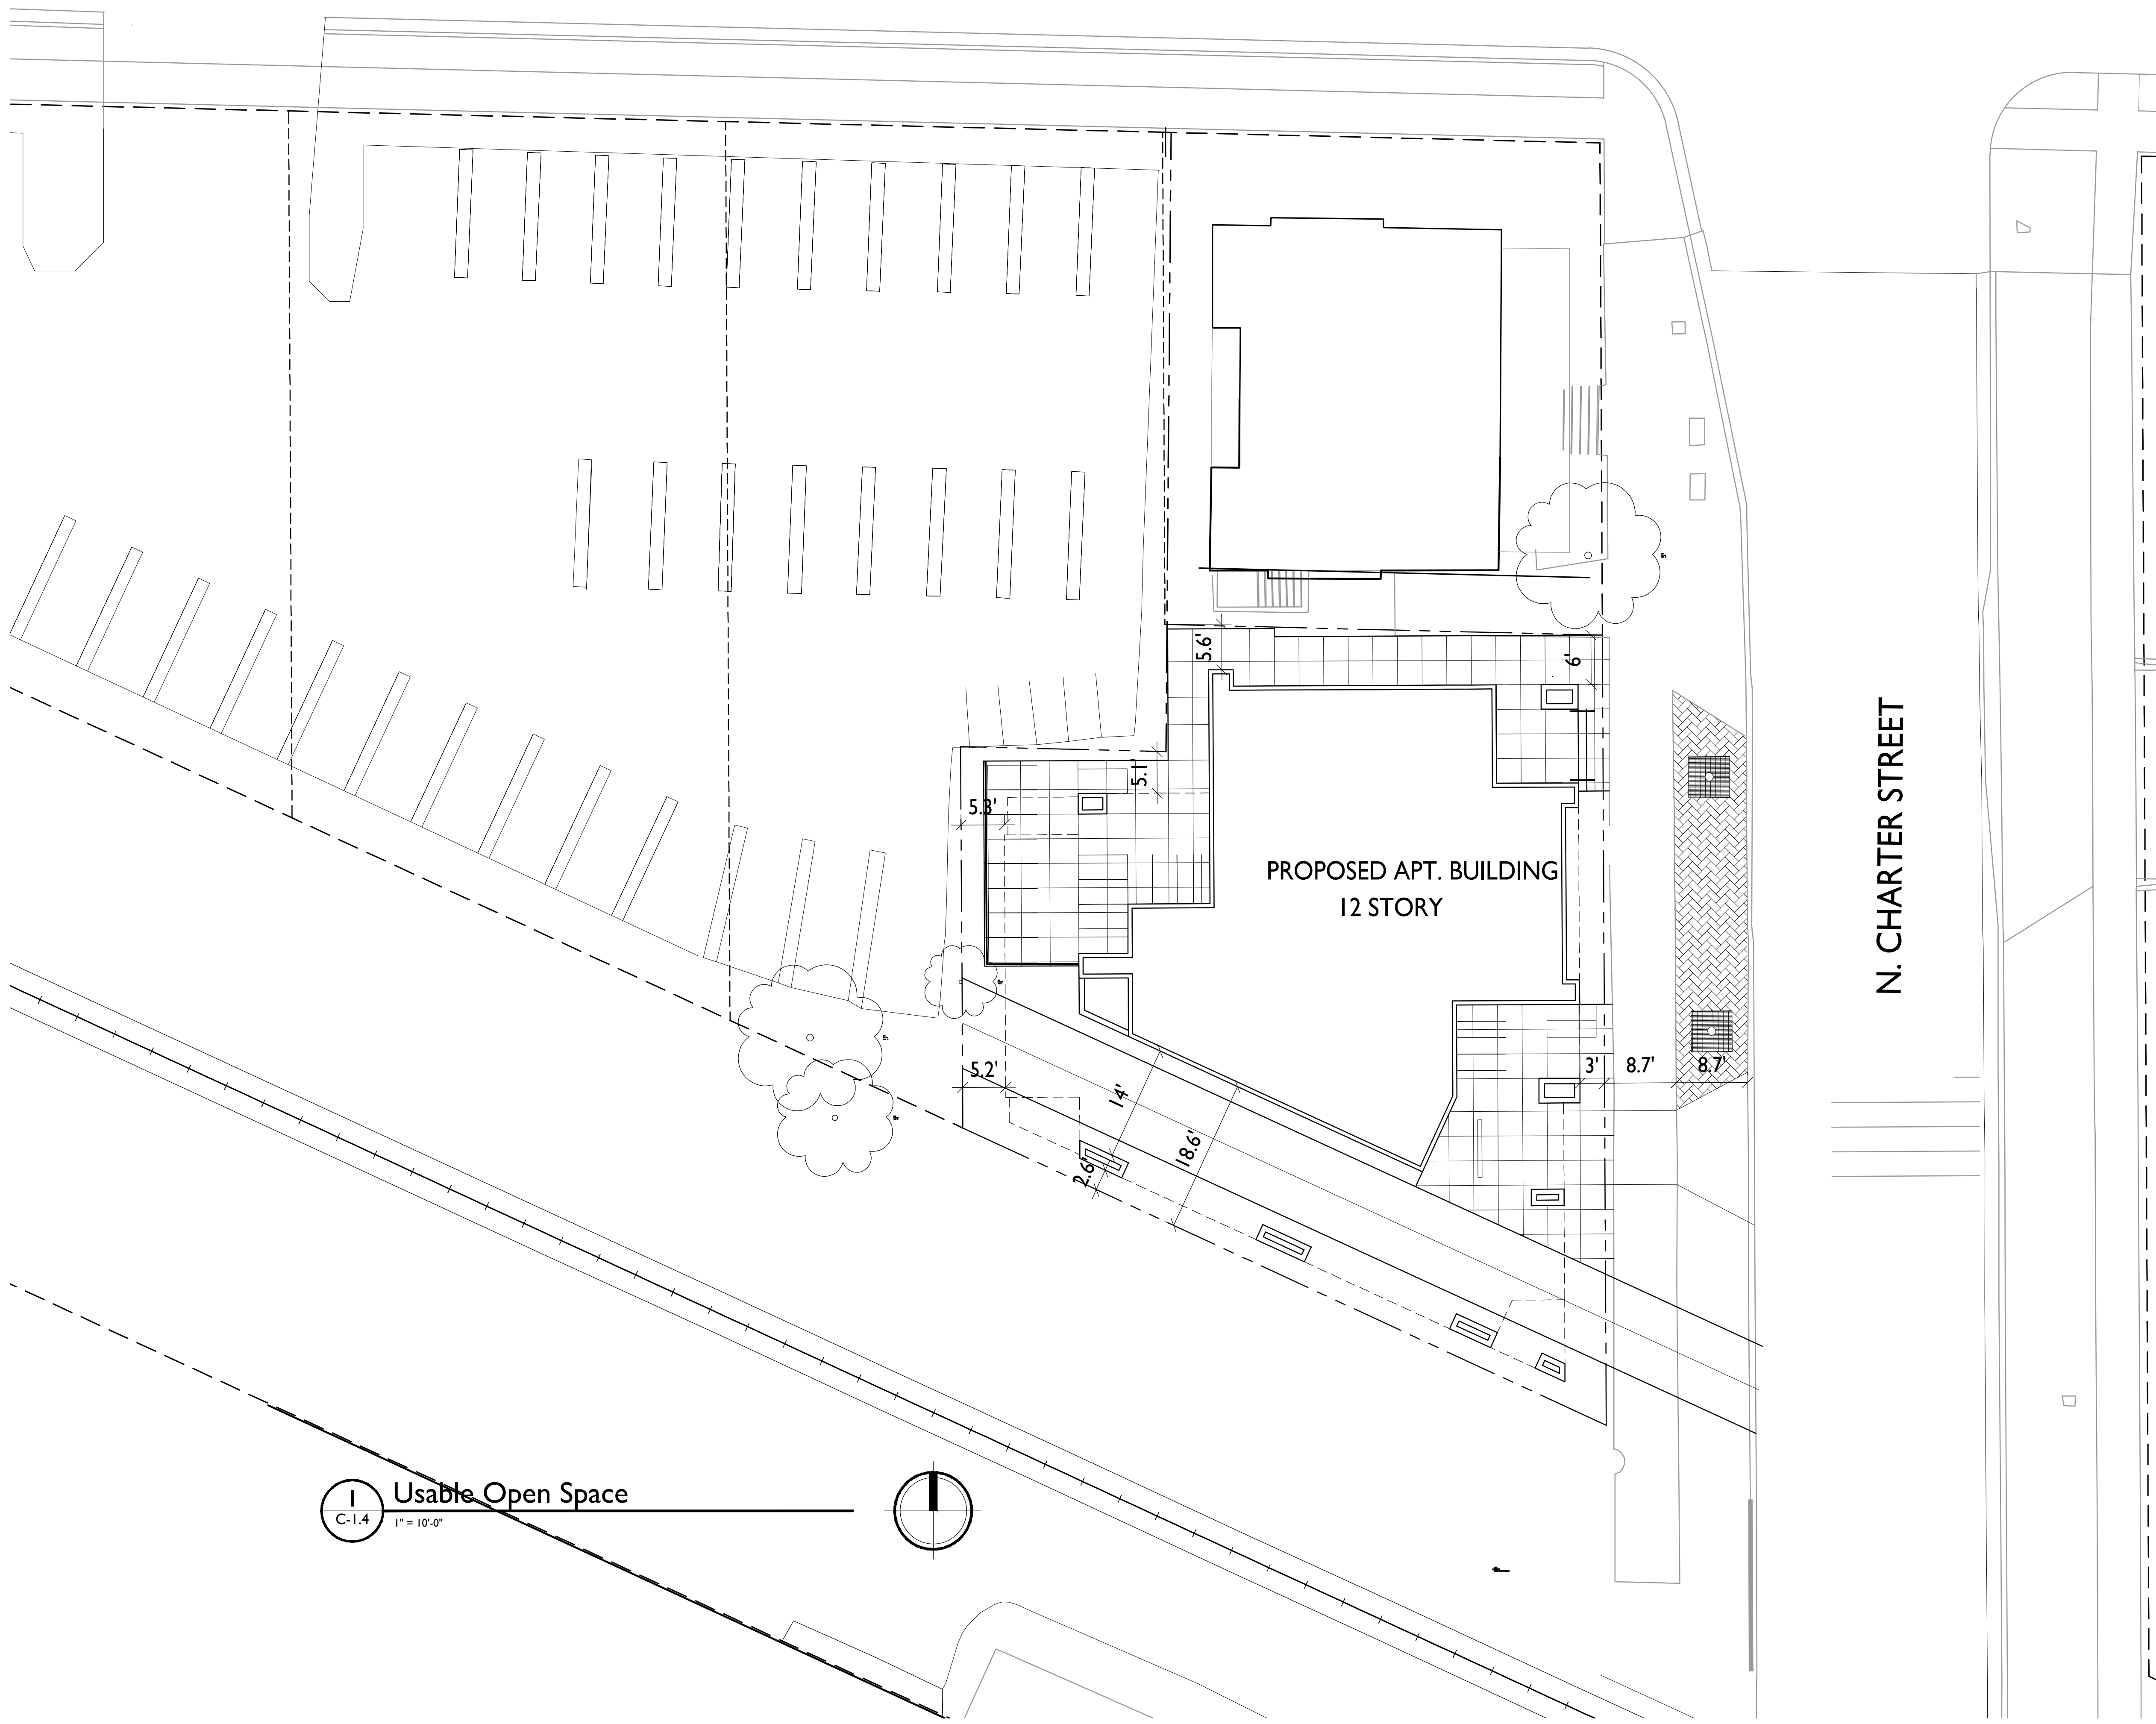 5.6'
6'
5.1'
5.3'
PROPOSED APT. BUILDING
12 STORY
N. CHARTER STREET
5.2'
14'
2.6'
18.6'
3'
8.7'
8.7'
1
C-1.4
Usable Open Space
1" = 10'-0"